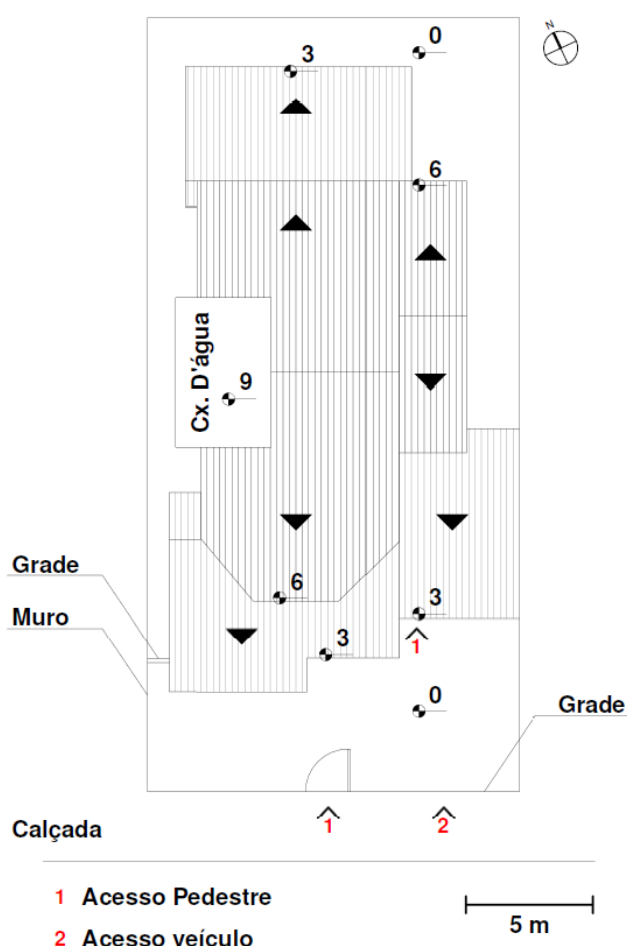 0
N
3
6
Cx. D'água
9
6
Grade
Muro
3
3
1
0
Grade
Calçada
1
2
1 Acesso Pedestre
2 Acesso veículo
5 m